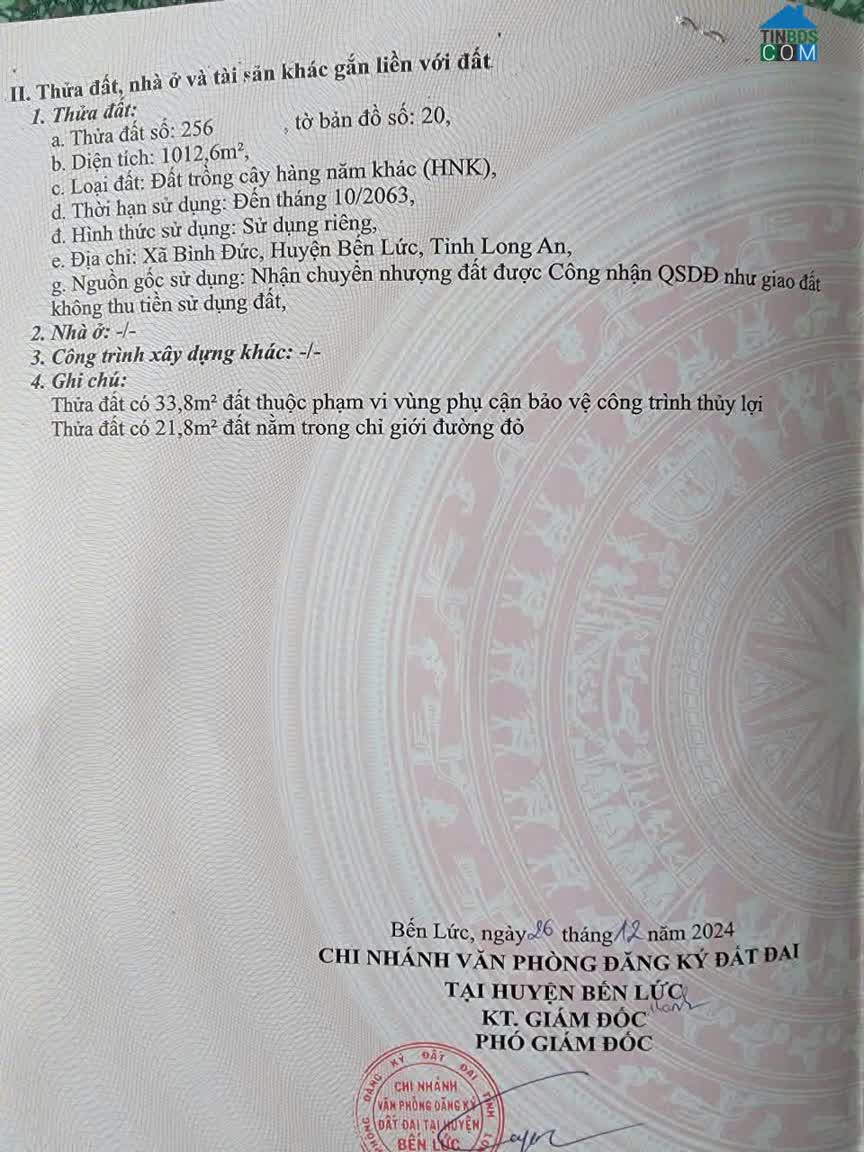 TINBDS
COM
II. Thửa đất, nhà ở và tài sản khác gắn liền với đất
1. Thửa đất:
a. Thửa đất số: 256 , tờ bản đồ số: 20,
b. Diện tích: 1012,6m²,
c. Loại đất: Đất trồng cây hàng năm khác (HNK),
d. Thời hạn sử dụng: Đến tháng 10/2063,
đ. Hình thức sử dụng: Sử dụng riêng,
e. Địa chỉ: Xã Bình Đức, Huyện Bến Lức, Tỉnh Long An,
g. Nguồn gốc sử dụng: Nhận chuyển nhượng đất được Công nhận QSDĐ như giao đất
không thu tiền sử dụng đất,
2. Nhà ở: -/-
3. Công trình xây dựng khác: -/-
4. Ghi chú:
Thửa đất có 33,8m² đất thuộc phạm vi vùng phụ cận bảo vệ công trình thủy lợi
Thửa đất có 21,8m² đất nằm trong chỉ giới đường đỏ
Bến Lức, ngày 26 tháng 12 năm 2024
CHI NHÁNH VĂN PHÒNG ĐĂNG KÝ ĐẤT ĐAI
TẠI HUYỆN BẾN LỨC
KT. GIÁM ĐỐC
PHÓ GIÁM ĐỐC
ĐĂNG KÝ ĐẤT ĐAI TỈNH
CHI NHÁNH
VĂN PHÒNG ĐĂNG KÝ
ĐẤT ĐAI TẠI HUYỆN
BẾN LỨC